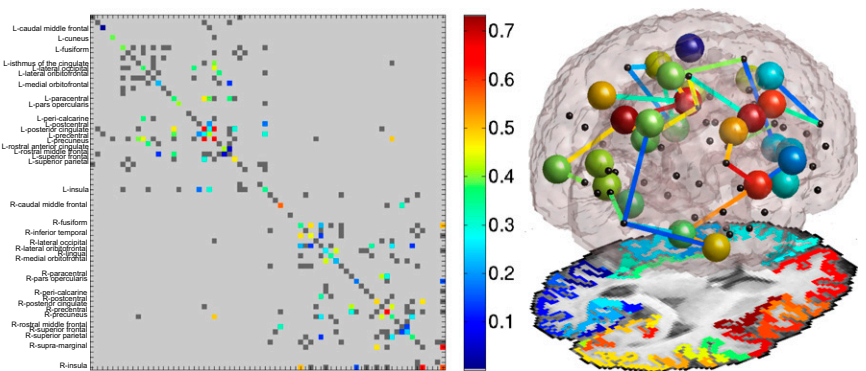 L-caudal middle frontal
L-cuneus
L-fusiform
L-isthmus of the cingulate
L-lateral occipital
L-lateral orbitofrontal
L-medial orbitofrontal
L-paracentral
L-pars opercularis
L-peri-calcarine
L-postcentral
L-posterior cingulate
L-precentral
L-precuneus
L-rostral anterior cingulate
L-rostral middle frontal
L-superior frontal
L-superior parietal
L-insula
R-caudal middle frontal
R-fusiform
R-inferior temporal
R-lateral occipital
R-lateral orbitofrontal
R-lingual
R-medial orbitofrontal
R-paracentral
R-pars opercularis
R-peri-calcarine
R-postcentral
R-posterior cingulate
R-precentral
R-precuneus
R-rostral middle frontal
R-superior frontal
R-superior parietal
R-supra-marginal
R-insula
0.7
0.6
0.5
0.4
0.3
0.2
0.1